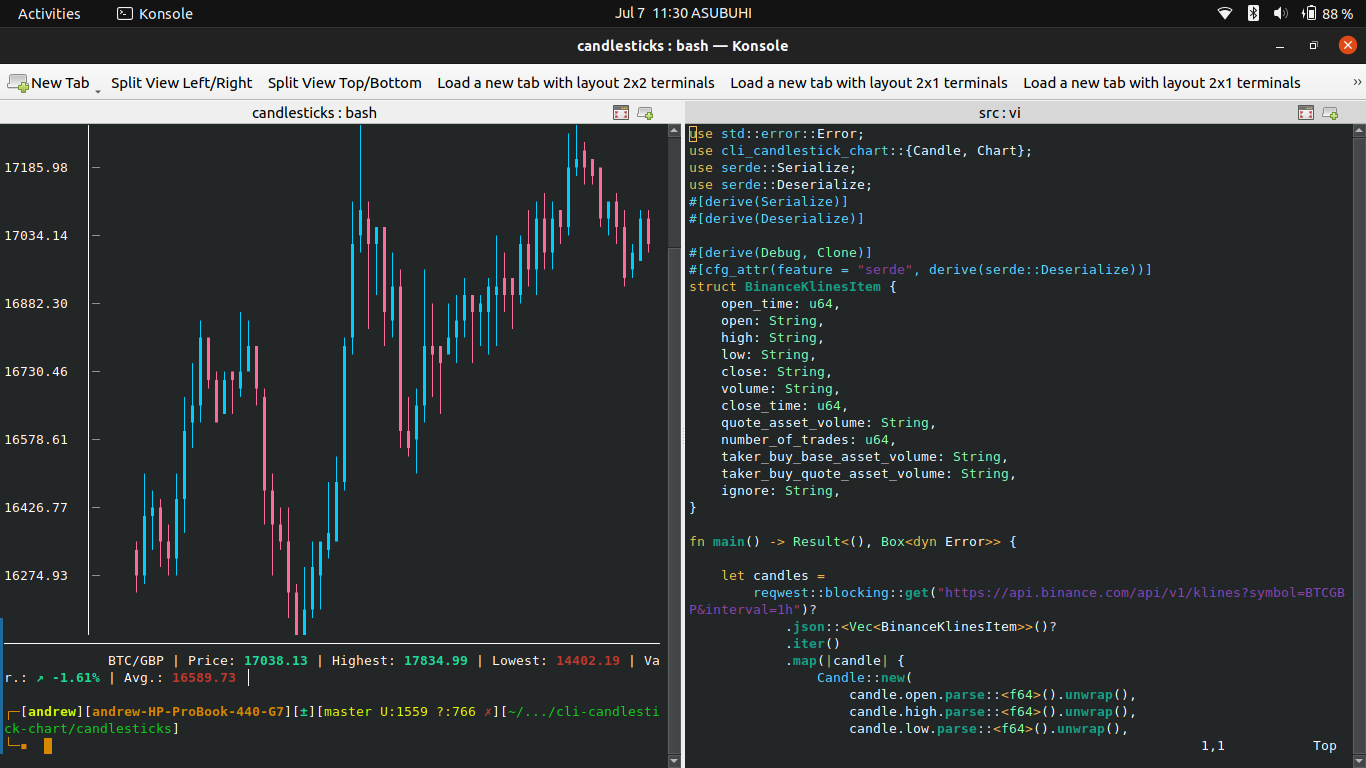 Activities
Konsole
Jul 7 11:30 ASUBUHI
88 %
candlesticks : bash — Konsole
New Tab
Split View Left/Right
Split View Top/Bottom
Load a new tab with layout 2x2 terminals
Load a new tab with layout 2x1 terminals
Load a new tab with layout 2x1 terminals
»
candlesticks : bash
17185.98
17034.14
16882.30
16730.46
16578.61
16426.77
16274.93
BTC/GBP | Price: 17038.13 | Highest: 17834.99 | Lowest: 14402.19 | Va
r.: ↗ -1.61% | Avg.: 16589.73
┌─[andrew][andrew-HP-ProBook-440-G7][±][master U:1559 ?:766 ✗][~/.../cli-candlesti
ck-chart/candlesticks]
└─▪
src : vi
use std::error::Error;
use cli_candlestick_chart::{Candle, Chart};
use serde::Serialize;
use serde::Deserialize;
#[derive(Serialize)]
#[derive(Deserialize)]
#[derive(Debug, Clone)]
#[cfg_attr(feature = "serde", derive(serde::Deserialize))]
struct BinanceKlinesItem {
open_time: u64,
open: String,
high: String,
low: String,
close: String,
volume: String,
close_time: u64,
quote_asset_volume: String,
number_of_trades: u64,
taker_buy_base_asset_volume: String,
taker_buy_quote_asset_volume: String,
ignore: String,
}
fn main() -> Result<(), Box<dyn Error>> {
let candles =
reqwest::blocking::get("https://api.binance.com/api/v1/klines?symbol=BTCGB
P&interval=1h")?
.json::<Vec<BinanceKlinesItem>>()?
.iter()
.map(|candle| {
Candle::new(
candle.open.parse::<f64>().unwrap(),
candle.high.parse::<f64>().unwrap(),
candle.low.parse::<f64>().unwrap(),
1,1 Top